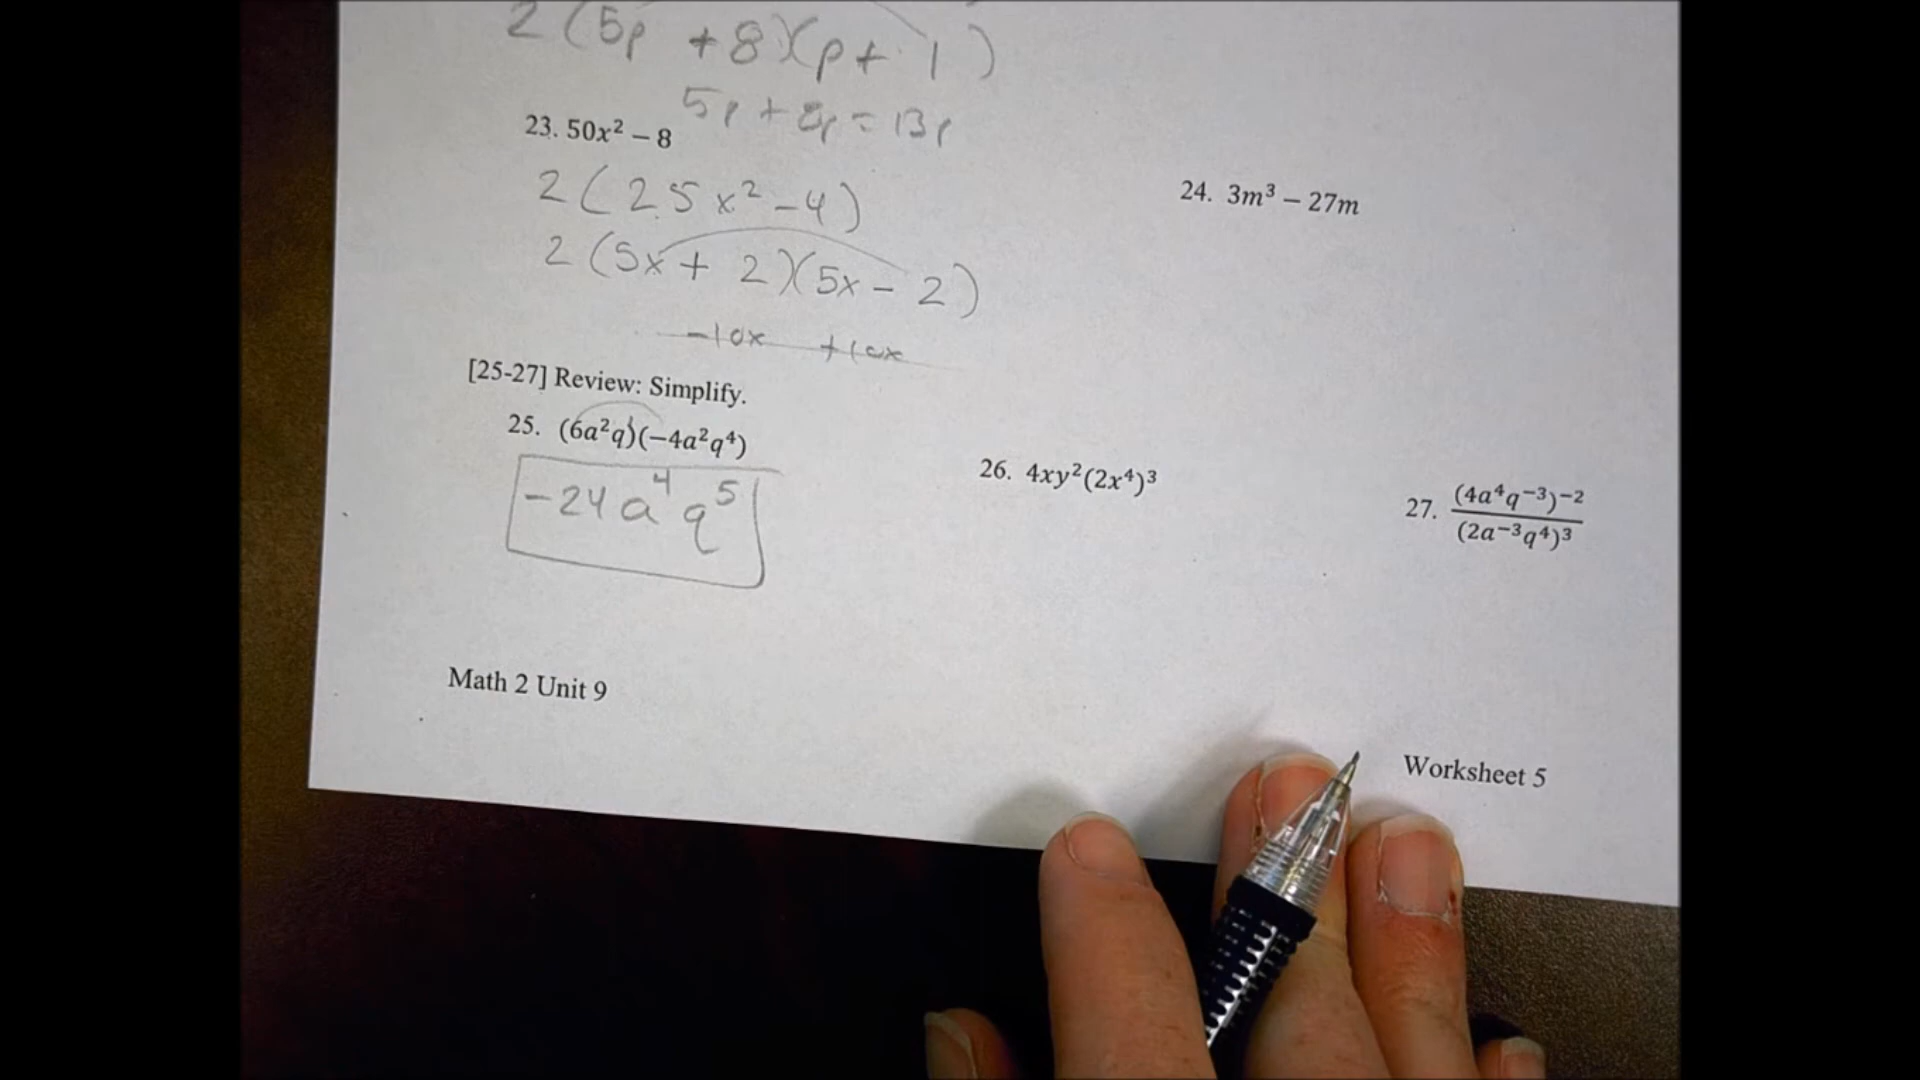 2 (5p + 8)(p + 1)
5p + 8p = 13p
23. 50x² – 8
2 (25x² – 4)
24. 3m³ – 27m
2 (5x + 2)(5x – 2)
–10x +10x
[25-27] Review: Simplify.
25. (6a²q)(–4a²q⁴)
–24a⁴q⁵
26. 4xy²(2x⁴)³
27. (4a⁴q⁻³)⁻² / (2a⁻³q⁴)³
Math 2 Unit 9
Worksheet 5